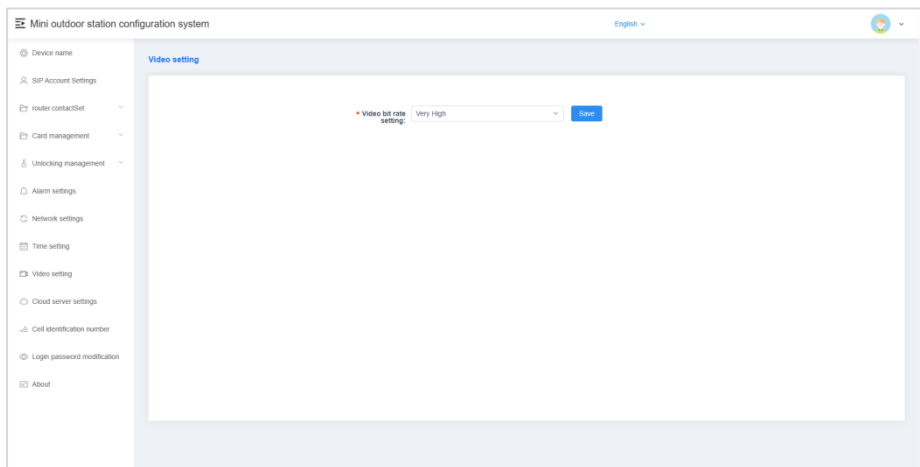 Mini outdoor station configuration system
English
Device name
SIP Account Settings
router.contactSet
Card management
Unlocking management
Alarm settings
Network settings
Time setting
Video setting
Cloud server settings
Cell identification number
Login password modification
About
Video setting
* Video bit rate
setting:
Very High
Save